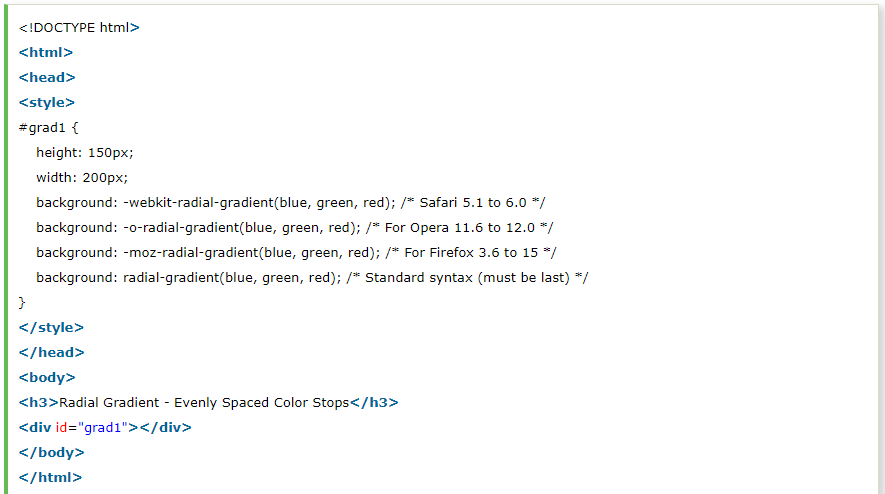 <!DOCTYPE html>
<html>
<head>
<style>
#grad1 {
    height: 150px;
    width: 200px;
    background: -webkit-radial-gradient(blue, green, red); /* Safari 5.1 to 6.0 */
    background: -o-radial-gradient(blue, green, red); /* For Opera 11.6 to 12.0 */
    background: -moz-radial-gradient(blue, green, red); /* For Firefox 3.6 to 15 */
    background: radial-gradient(blue, green, red); /* Standard syntax (must be last) */
}
</style>
</head>
<body>
<h3>Radial Gradient - Evenly Spaced Color Stops</h3>
<div id="grad1"></div>
</body>
</html>